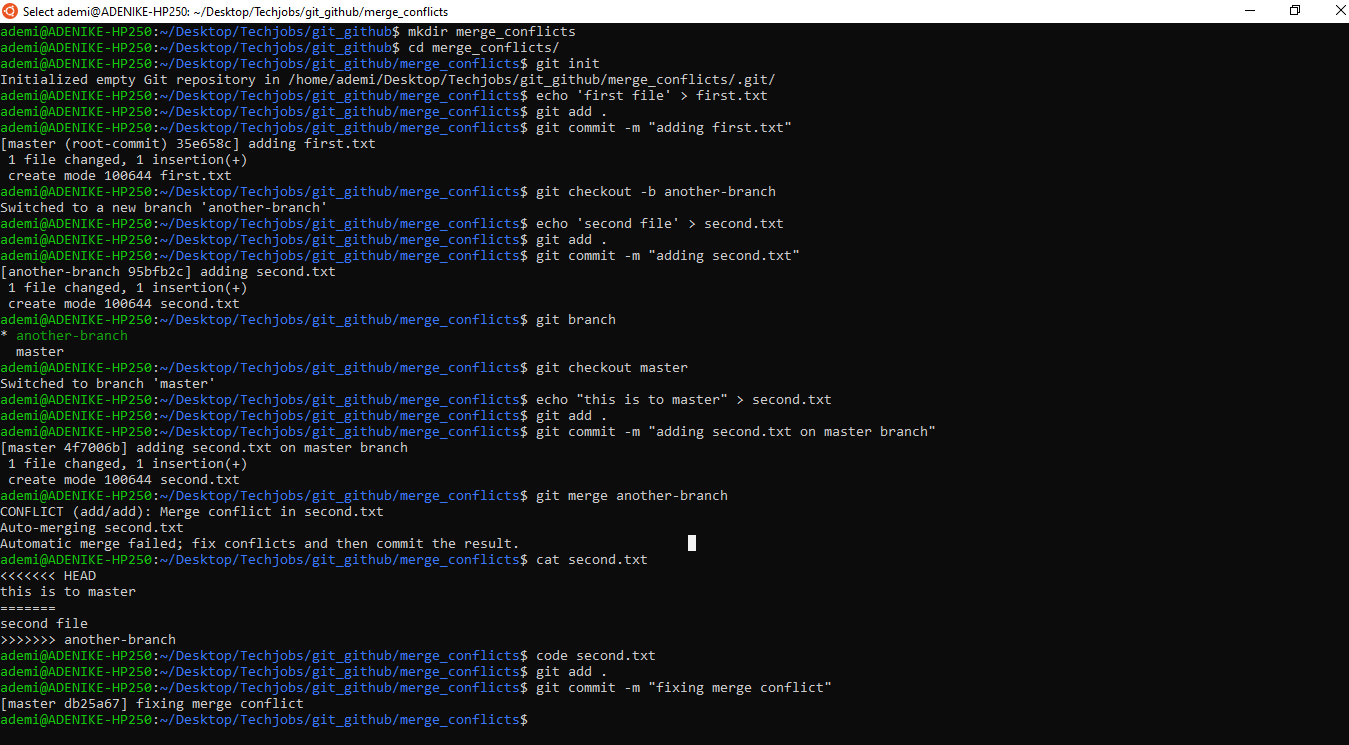 Select ademi@ADENIKE-HP250: ~/Desktop/Techjobs/git_github/merge_conflicts
ademi@ADENIKE-HP250:~/Desktop/Techjobs/git_github$ mkdir merge_conflicts
ademi@ADENIKE-HP250:~/Desktop/Techjobs/git_github$ cd merge_conflicts/
ademi@ADENIKE-HP250:~/Desktop/Techjobs/git_github/merge_conflicts$ git init
Initialized empty Git repository in /home/ademi/Desktop/Techjobs/git_github/merge_conflicts/.git/
ademi@ADENIKE-HP250:~/Desktop/Techjobs/git_github/merge_conflicts$ echo 'first file' > first.txt
ademi@ADENIKE-HP250:~/Desktop/Techjobs/git_github/merge_conflicts$ git add .
ademi@ADENIKE-HP250:~/Desktop/Techjobs/git_github/merge_conflicts$ git commit -m "adding first.txt"
[master (root-commit) 35e658c] adding first.txt
 1 file changed, 1 insertion(+)
 create mode 100644 first.txt
ademi@ADENIKE-HP250:~/Desktop/Techjobs/git_github/merge_conflicts$ git checkout -b another-branch
Switched to a new branch 'another-branch'
ademi@ADENIKE-HP250:~/Desktop/Techjobs/git_github/merge_conflicts$ echo 'second file' > second.txt
ademi@ADENIKE-HP250:~/Desktop/Techjobs/git_github/merge_conflicts$ git add .
ademi@ADENIKE-HP250:~/Desktop/Techjobs/git_github/merge_conflicts$ git commit -m "adding second.txt"
[another-branch 95bfb2c] adding second.txt
 1 file changed, 1 insertion(+)
 create mode 100644 second.txt
ademi@ADENIKE-HP250:~/Desktop/Techjobs/git_github/merge_conflicts$ git branch
* another-branch
  master
ademi@ADENIKE-HP250:~/Desktop/Techjobs/git_github/merge_conflicts$ git checkout master
Switched to branch 'master'
ademi@ADENIKE-HP250:~/Desktop/Techjobs/git_github/merge_conflicts$ echo "this is to master" > second.txt
ademi@ADENIKE-HP250:~/Desktop/Techjobs/git_github/merge_conflicts$ git add .
ademi@ADENIKE-HP250:~/Desktop/Techjobs/git_github/merge_conflicts$ git commit -m "adding second.txt on master branch"
[master 4f7006b] adding second.txt on master branch
 1 file changed, 1 insertion(+)
 create mode 100644 second.txt
ademi@ADENIKE-HP250:~/Desktop/Techjobs/git_github/merge_conflicts$ git merge another-branch
CONFLICT (add/add): Merge conflict in second.txt
Auto-merging second.txt
Automatic merge failed; fix conflicts and then commit the result.
ademi@ADENIKE-HP250:~/Desktop/Techjobs/git_github/merge_conflicts$ cat second.txt
<<<<<<< HEAD
this is to master
=======
second file
>>>>>>> another-branch
ademi@ADENIKE-HP250:~/Desktop/Techjobs/git_github/merge_conflicts$ code second.txt
ademi@ADENIKE-HP250:~/Desktop/Techjobs/git_github/merge_conflicts$ git add .
ademi@ADENIKE-HP250:~/Desktop/Techjobs/git_github/merge_conflicts$ git commit -m "fixing merge conflict"
[master db25a67] fixing merge conflict
ademi@ADENIKE-HP250:~/Desktop/Techjobs/git_github/merge_conflicts$